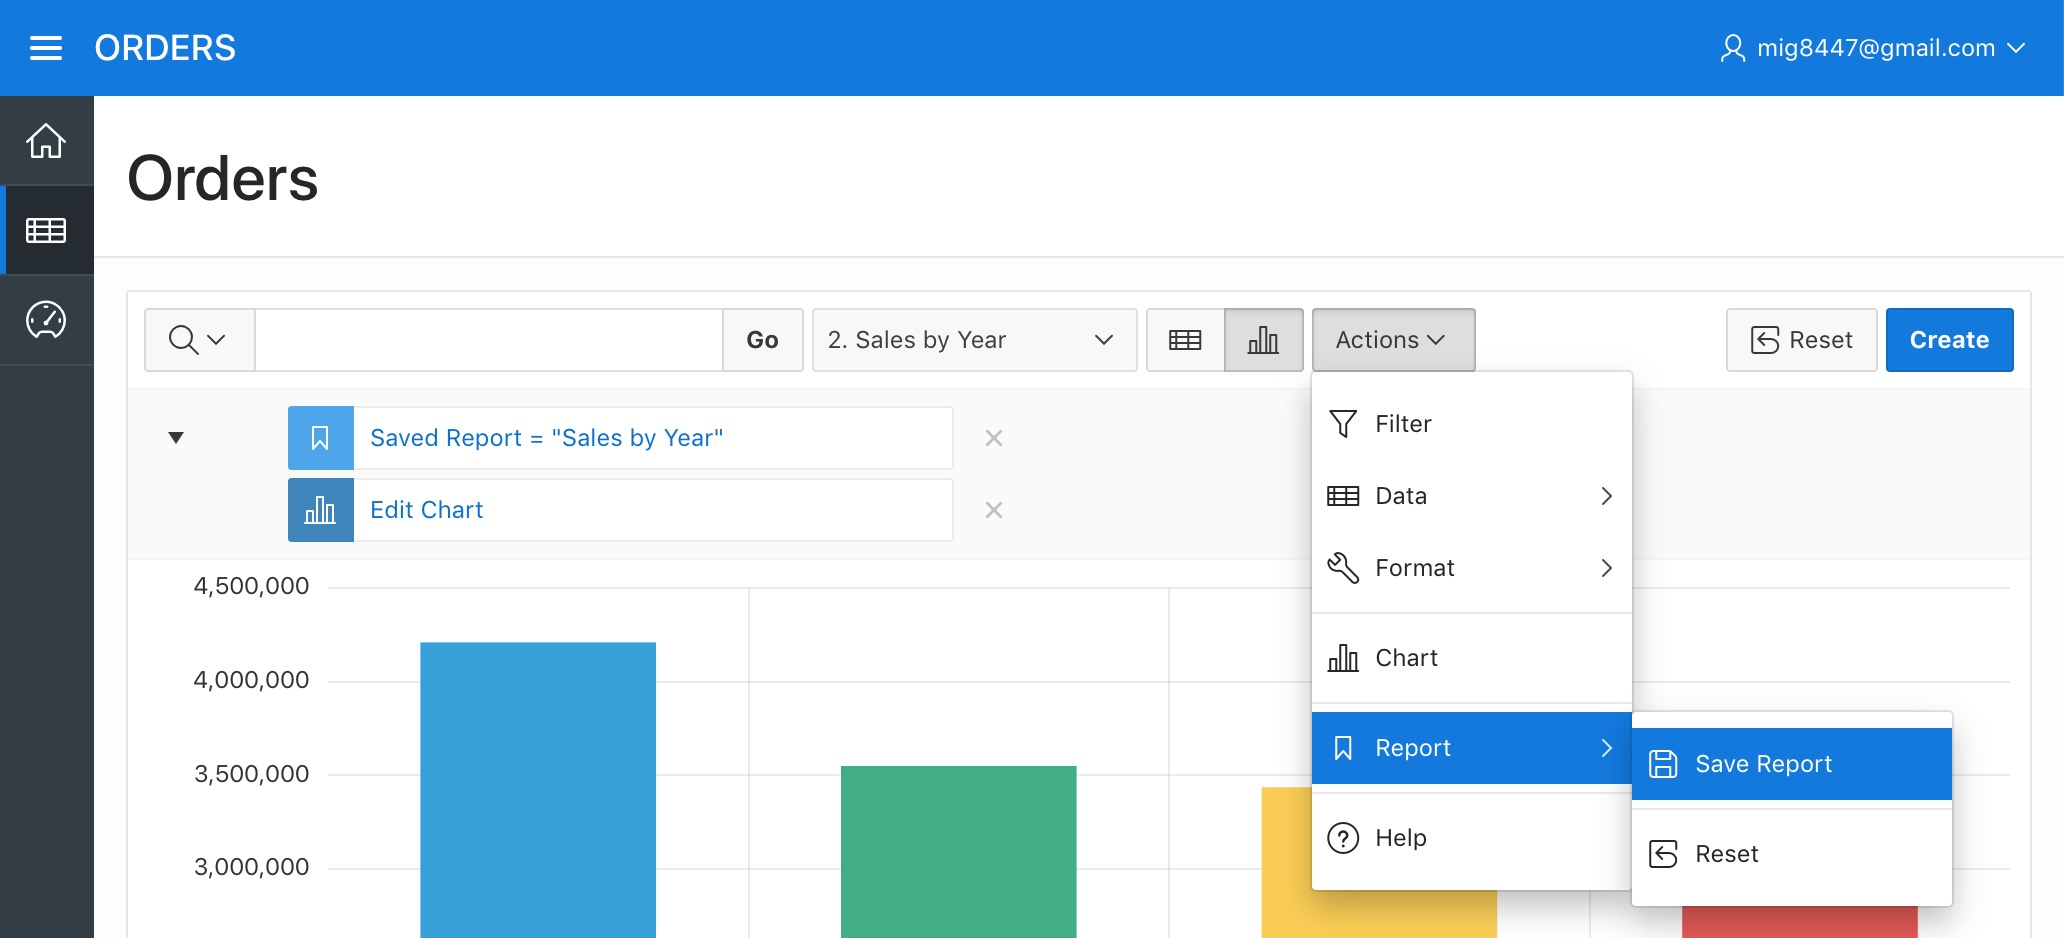 ORDERS
mig8447@gmail.com
Orders
Go
2. Sales by Year
Actions
Reset
Create
Saved Report = "Sales by Year"
Edit Chart
Filter
Data
Format
Chart
Report
Help
Save Report
Reset
4,500,000
4,000,000
3,500,000
3,000,000